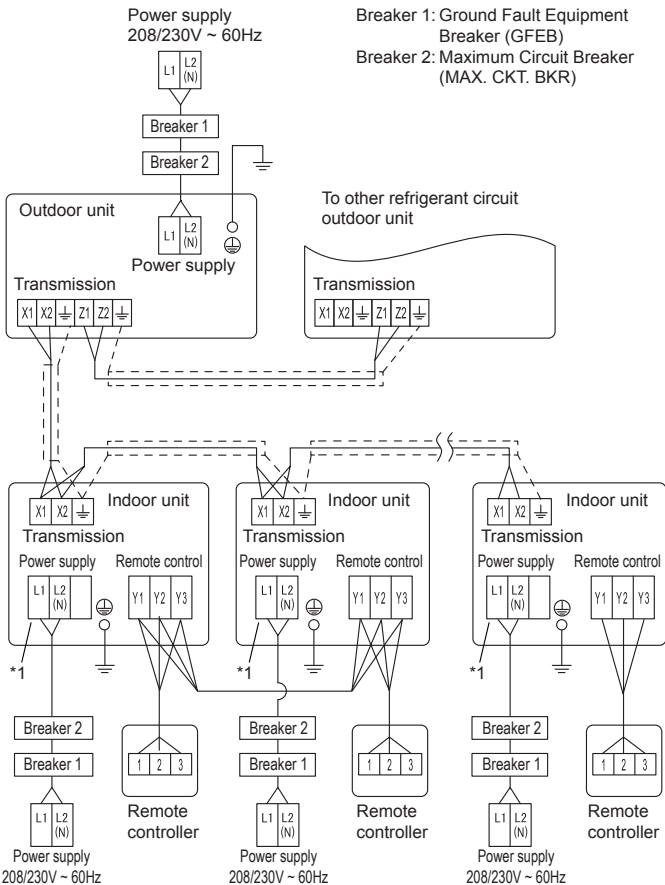 Power supply
208/230V ~ 60Hz
Breaker 1: Ground Fault Equipment
Breaker (GFEB)
Breaker 2: Maximum Circuit Breaker
(MAX. CKT. BKR)
L1 L2
(N)
Breaker 1
Breaker 2
Outdoor unit
L1 L2
(N)
Power supply
To other refrigerant circuit
outdoor unit
Transmission
X1 X2 Z1 Z2
Transmission
X1 X2 Z1 Z2
Indoor unit
X1 X2
Transmission
Power supply Remote control
L1 L2
(N)
Y1 Y2 Y3
*1
Indoor unit
X1 X2
Transmission
Power supply Remote control
L1 L2
(N)
Y1 Y2 Y3
*1
Indoor unit
X1 X2
Transmission
Power supply Remote control
L1 L2
(N)
Y1 Y2 Y3
*1
Breaker 2
Breaker 1
1 2 3
L1 L2
(N)
Remote
controller
Power supply
208/230V ~ 60Hz
Breaker 2
Breaker 1
1 2 3
L1 L2
(N)
Remote
controller
Power supply
208/230V ~ 60Hz
Breaker 2
Breaker 1
1 2 3
L1 L2
(N)
Remote
controller
Power supply
208/230V ~ 60Hz